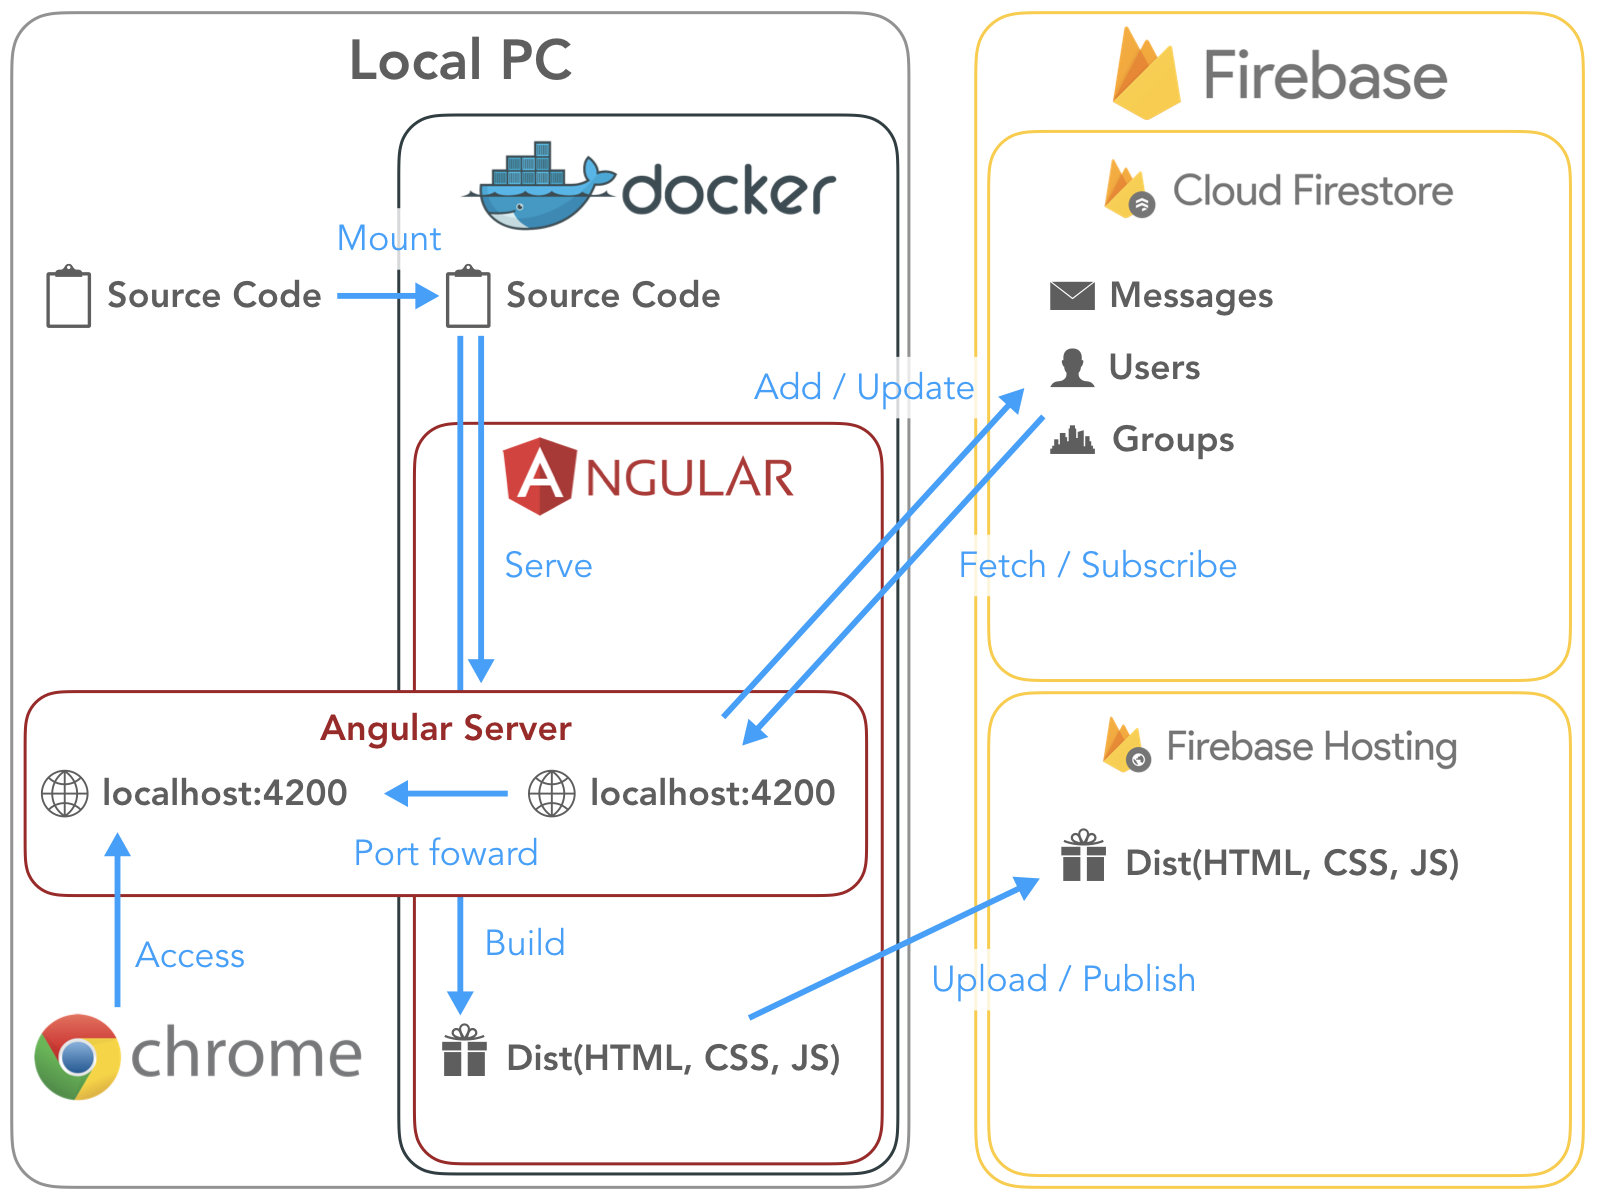 Local PC
docker
Mount
Source Code
Source Code
ANGULAR
Serve
Angular Server
localhost:4200
localhost:4200
Port foward
Access
Build
chrome
Dist(HTML, CSS, JS)
Firebase
Cloud Firestore
Messages
Users
Groups
Add / Update
Fetch / Subscribe
Firebase Hosting
Dist(HTML, CSS, JS)
Upload / Publish